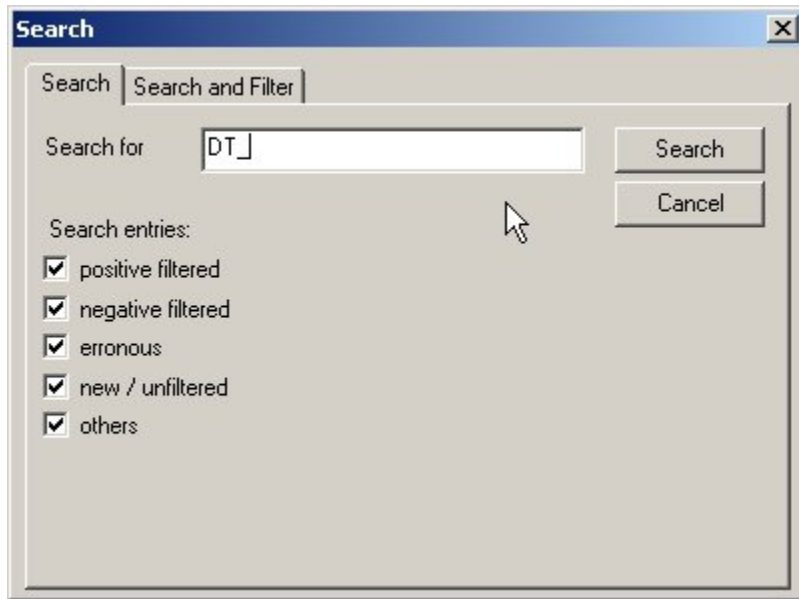 Search
Search Search and Filter
Search for DT_ Search
Cancel
Search entries:
positive filtered
negative filtered
erronous
new / unfiltered
others